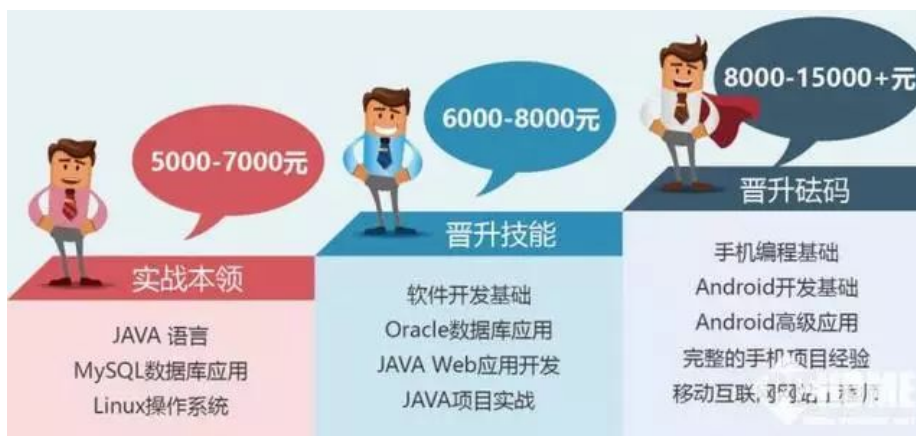 5000-7000元
实战本领
JAVA 语言
MySQL数据库应用
Linux操作系统
6000-8000元
晋升技能
软件开发基础
Oracle数据库应用
JAVA Web应用开发
JAVA项目实战
8000-15000+元
晋升砝码
手机编程基础
Android开发基础
Android高级应用
完整的手机项目经验
移动互联网网站工程师